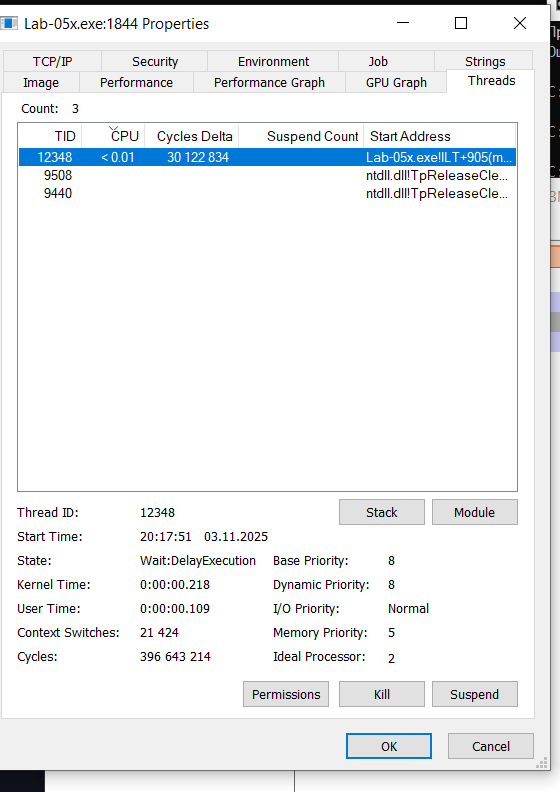 Lab-05x.exe:1844 Properties
TCP/IP Security Environment Job Strings
Image Performance Performance Graph GPU Graph Threads
Count: 3
TID CPU Cycles Delta Suspend Count Start Address
12348 < 0.01 30 122 834 Lab-05x.exe!ILT+905(m...
9508 ntdll.dll!TpReleaseCle...
9440 ntdll.dll!TpReleaseCle...
Thread ID: 12348 Stack Module
Start Time: 20:17:51 03.11.2025
State: Wait:DelayExecution Base Priority: 8
Kernel Time: 0:00:00.218 Dynamic Priority: 8
User Time: 0:00:00.109 I/O Priority: Normal
Context Switches: 21 424 Memory Priority: 5
Cycles: 396 643 214 Ideal Processor: 2
Permissions Kill Suspend
OK Cancel